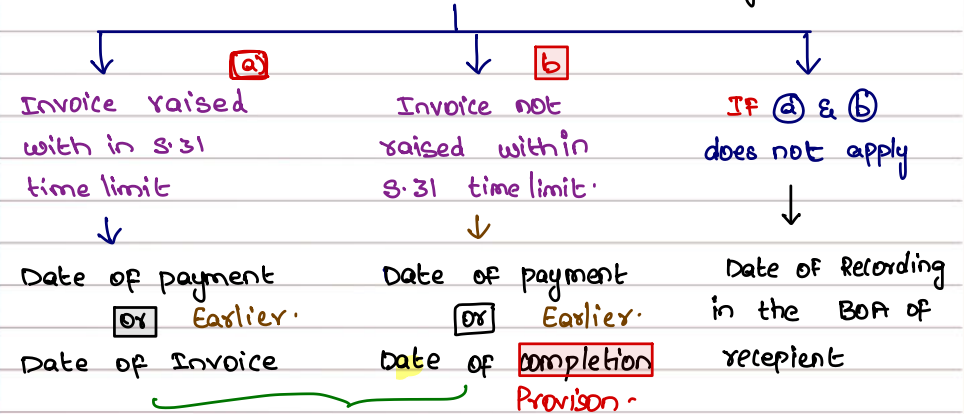 (a)
Invoice raised
with in S.31
time limit
Date of payment
Or Earlier.
Date of Invoice
b
Invoice not
raised within
S.31 time limit.
Date of payment
Or Earlier.
Date of completion
Provison -
IF (a) & (b)
does not apply
Date of Recording
in the BOA of
recepient